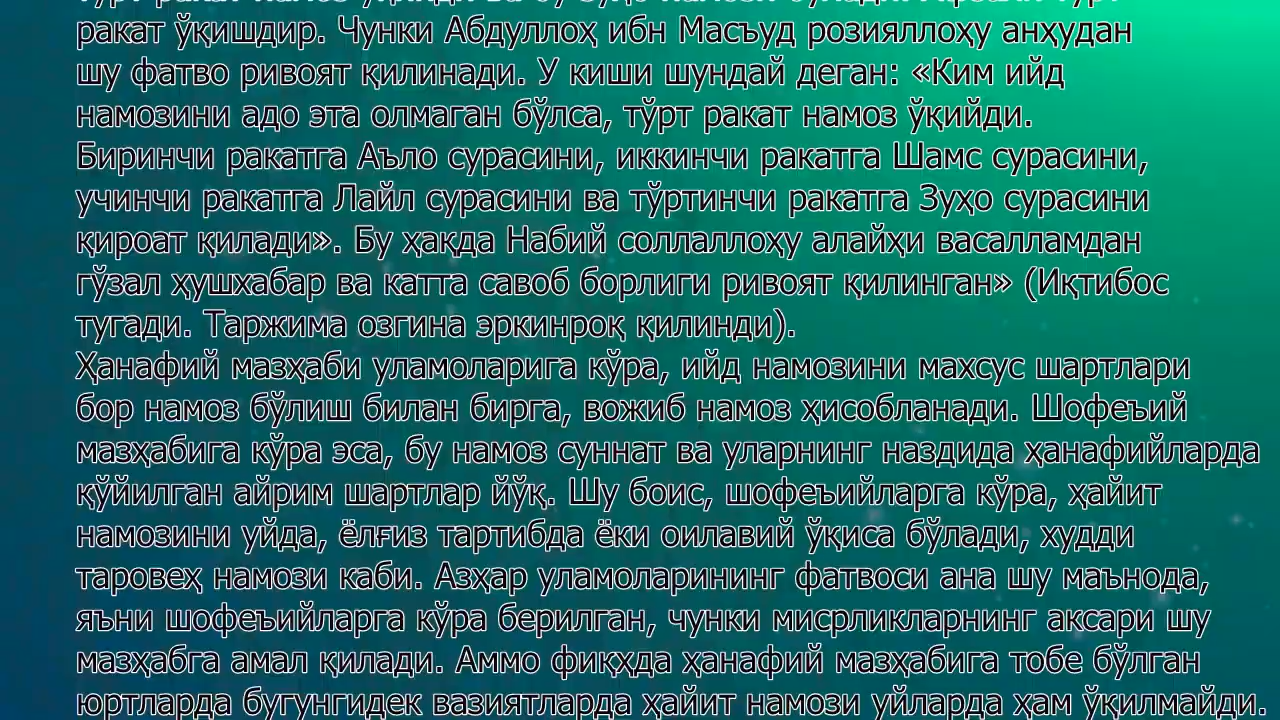 ракат ўқишдир. Чунки Абдуллоҳ ибн Масъуд розияллоҳу анҳудан
шу фатво ривоят қилинади. У киши шундай деган: «Ким ийд
намозини адо эта олмаган бўлса, тўрт ракат намоз ўқийди.
Биринчи ракатга Аъло сурасини, иккинчи ракатга Шамс сурасини,
учинчи ракатга Лайл сурасини ва тўртинчи ракатга Зуҳо сурасини
қироат қилади». Бу ҳақда Набий соллаллоҳу алайҳи васалламдан
гўзал ҳушхабар ва катта савоб борлиги ривоят қилинган» (Иқтибос
тугади. Таржима озгина эркинроқ қилинди).
Ҳанафий мазҳаби уламоларига кўра, ийд намозини махсус шартлари
бор намоз бўлиш билан бирга, вожиб намоз ҳисобланади. Шофеъий
мазҳабига кўра эса, бу намоз суннат ва уларнинг наздида ҳанафийларда
қўйилган айрим шартлар йўқ. Шу боис, шофеъийларга кўра, ҳайит
намозини уйда, ёлғиз тартибда ёки оилавий ўқиса бўлади, худди
таровеҳ намози каби. Азҳар уламоларининг фатвоси ана шу маънода,
яъни шофеъийларга кўра берилган, чунки мисрликларнинг аксари шу
мазҳабга амал қилади. Аммо фиқҳда ҳанафий мазҳабига тобе бўлган
юртларда бугунгидек вазиятларда ҳайит намози уйларда ҳам ўқилмайди.